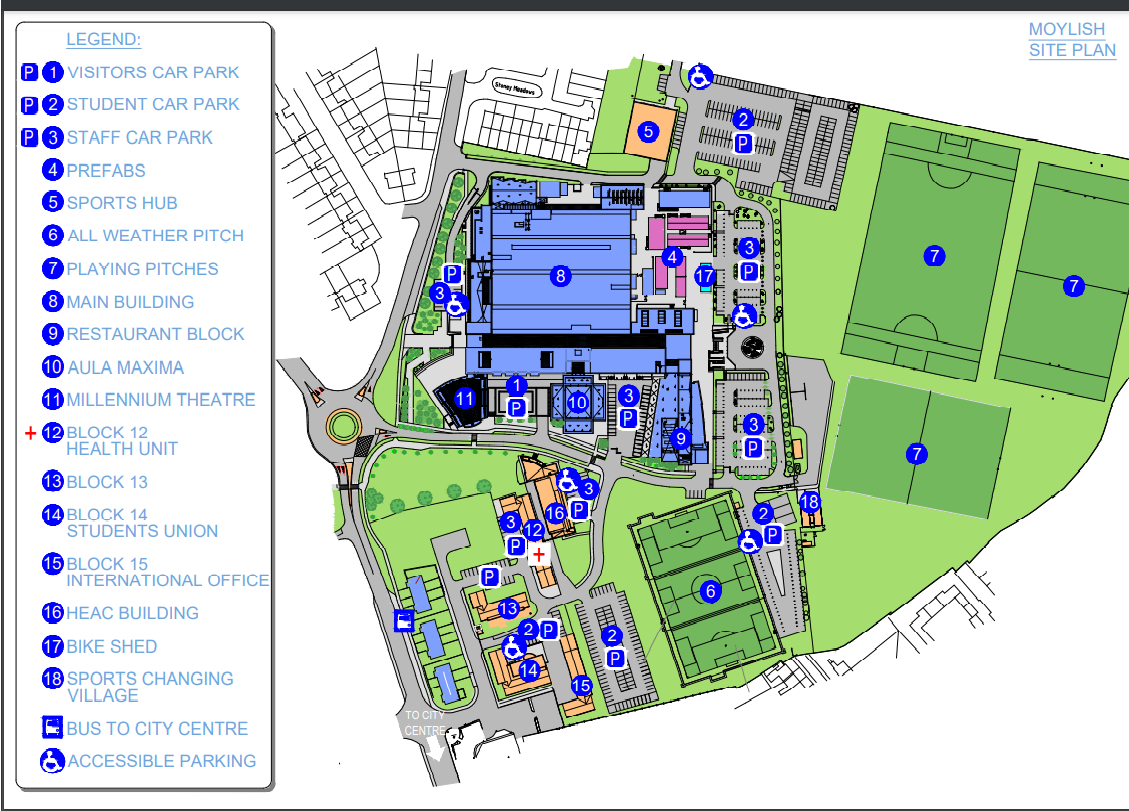 LEGEND:
P 1 VISITORS CAR PARK
P 2 STUDENT CAR PARK
P 3 STAFF CAR PARK
4 PREFABS
5 SPORTS HUB
6 ALL WEATHER PITCH
7 PLAYING PITCHES
8 MAIN BUILDING
9 RESTAURANT BLOCK
10 AULA MAXIMA
11 MILLENNIUM THEATRE
12 BLOCK 12
HEALTH UNIT
13 BLOCK 13
14 BLOCK 14
STUDENTS UNION
15 BLOCK 15
INTERNATIONAL OFFICE
16 HEAC BUILDING
17 BIKE SHED
18 SPORTS CHANGING
VILLAGE
BUS TO CITY CENTRE
ACCESSIBLE PARKING
MOYLISH
SITE PLAN
Stoney Meadows
5
2
P
7
7
3
P
4
17
8
P
3
1
P
11
10
3
P
9
3
P
7
3
16
P
3
12
P
18
2
P
P
13
6
2
P
14
2
P
15
TO CITY
CENTRE